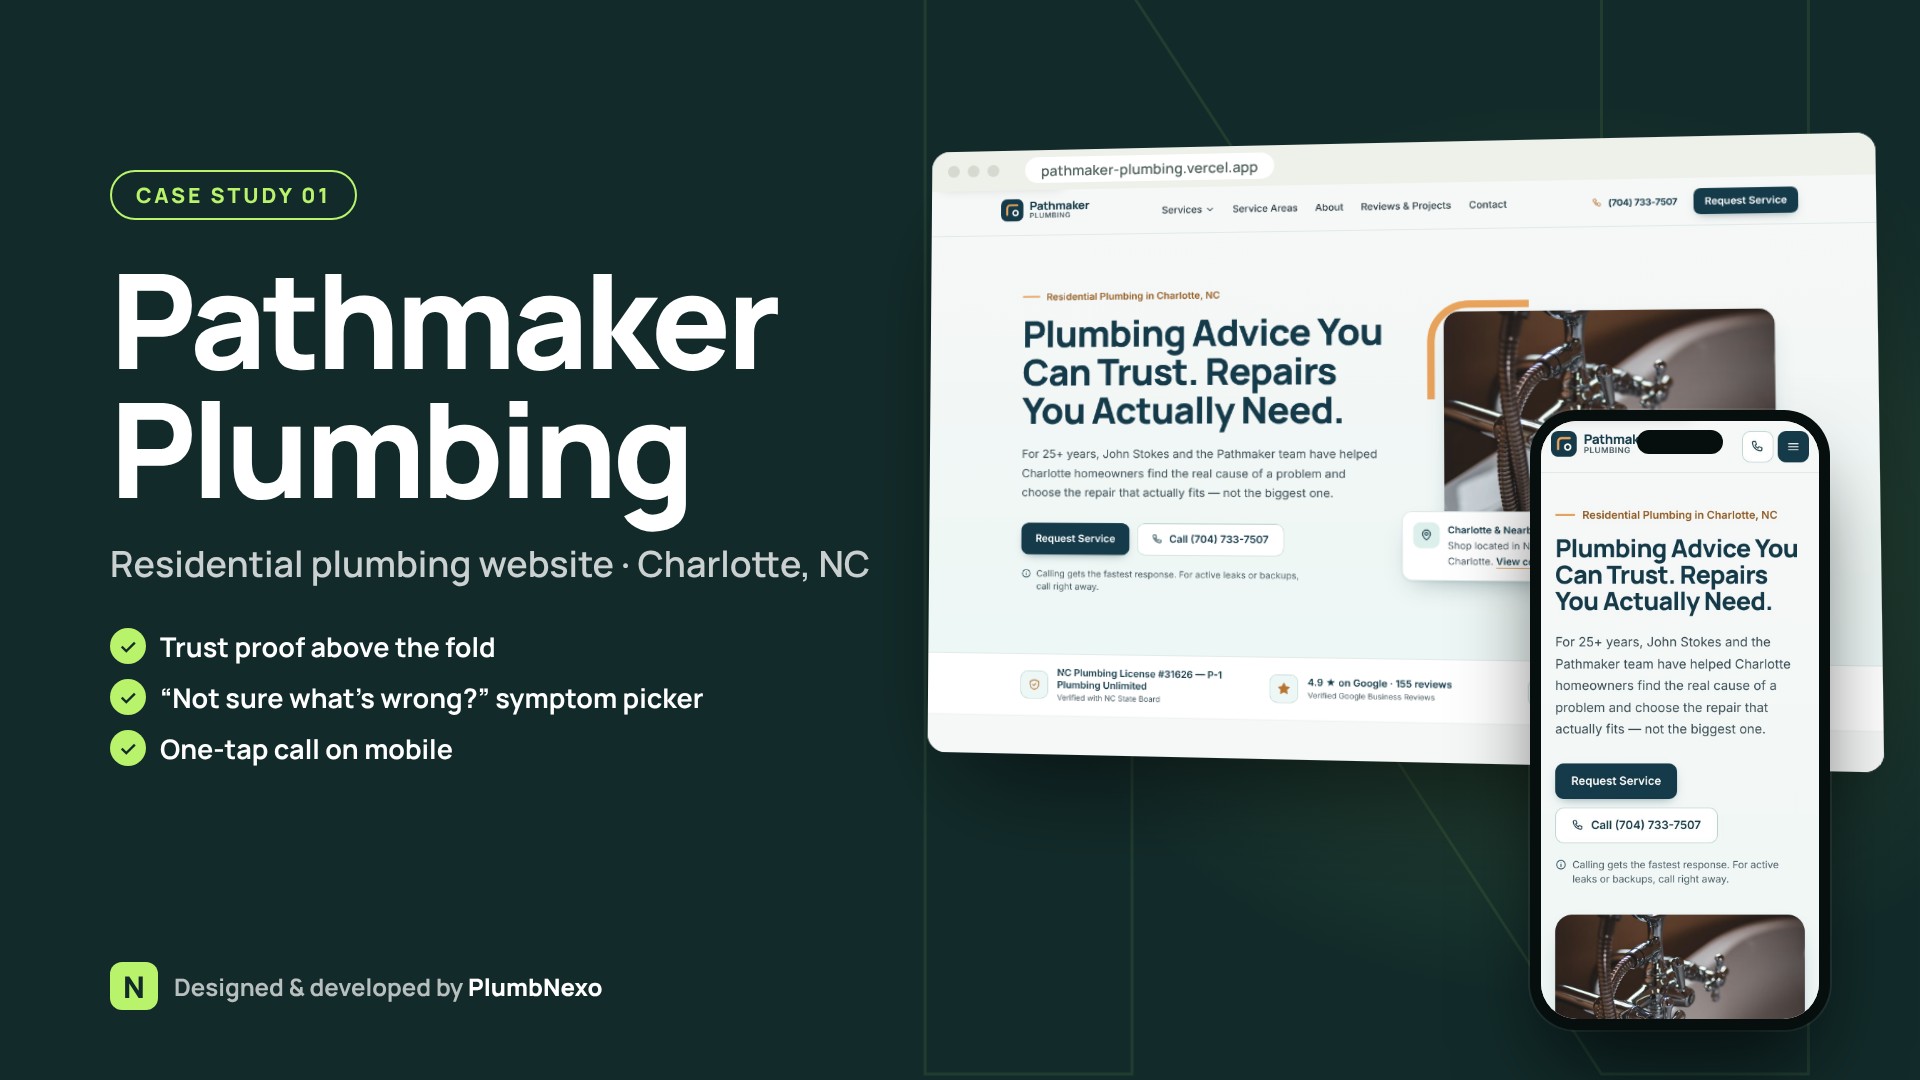 CASE STUDY 01
Pathmaker
Plumbing
Residential plumbing website · Charlotte, NC
Trust proof above the fold
“Not sure what’s wrong?” symptom picker
One-tap call on mobile
N Designed & developed by PlumbNexo
pathmaker-plumbing.vercel.app
Pathmaker
PLUMBING
Services Service Areas About Reviews & Projects Contact
(704) 733-7507 Request Service
Residential Plumbing in Charlotte, NC
Plumbing Advice You
Can Trust. Repairs
You Actually Need.
For 25+ years, John Stokes and the Pathmaker team have helped
Charlotte homeowners find the real cause of a problem and
choose the repair that actually fits — not the biggest one.
Request Service Call (704) 733-7507
Calling gets the fastest response. For active leaks or backups,
call right away.
Charlotte & Nearb
Shop located in N
Charlotte. View c
NC Plumbing License #31626 — P-1
Plumbing Unlimited
Verified with NC State Board
4.9 ★ on Google · 155 reviews
Verified Google Business Reviews
Pathmak
PLUMBING
Residential Plumbing in Charlotte, NC
Plumbing Advice You
Can Trust. Repairs
You Actually Need.
For 25+ years, John Stokes and the
Pathmaker team have helped Charlotte
homeowners find the real cause of a
problem and choose the repair that
actually fits — not the biggest one.
Request Service
Call (704) 733-7507
Calling gets the fastest response. For active
leaks or backups, call right away.